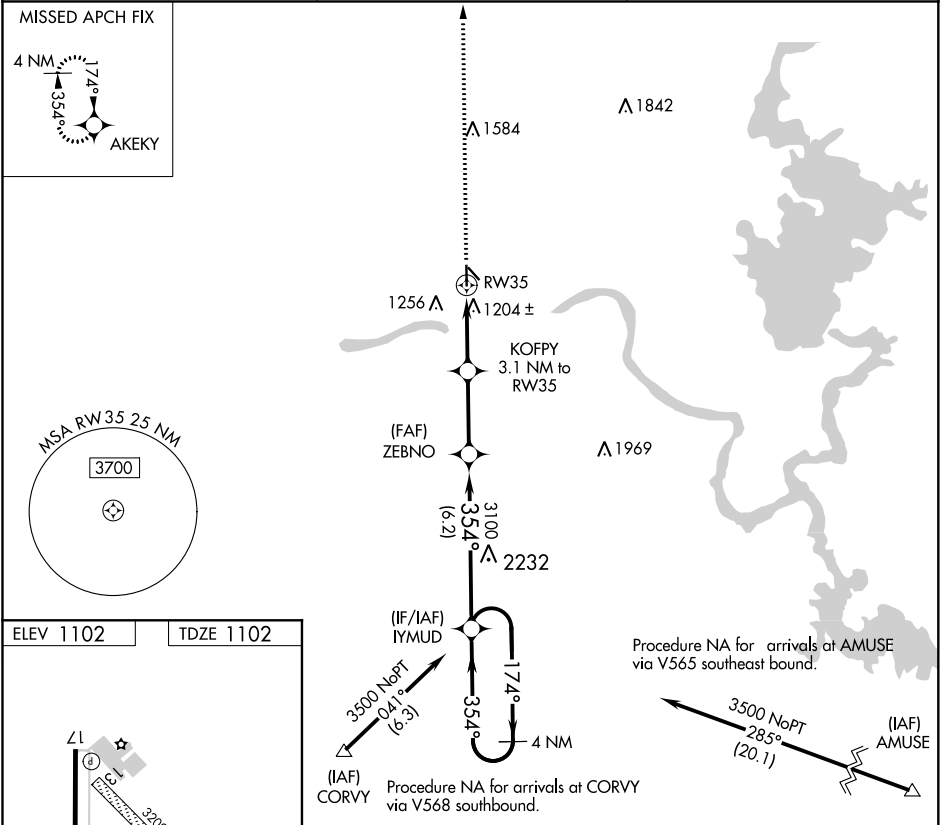 MISSED APCH FIX
4 NM
174°
354°
AKEKY
1842
1584
RW35
1256
1204 ±
KOFPY
3.1 NM to
RW35
(FAF)
ZEBNO
1969
MSA RW35 25 NM
3700
3100
354°
(6.2)
2232
(IF/IAF)
IYMUD
174°
354°
4 NM
3500 NoPT
041°
(6.3)
(IAF)
CORVY
Procedure NA for arrivals at CORVY
via V568 southbound.
Procedure NA for arrivals at AMUSE
via V565 southeast bound.
3500 NoPT
285°
(20.1)
(IAF)
AMUSE
ELEV 1102
TDZE 1102
17
P
13
3200